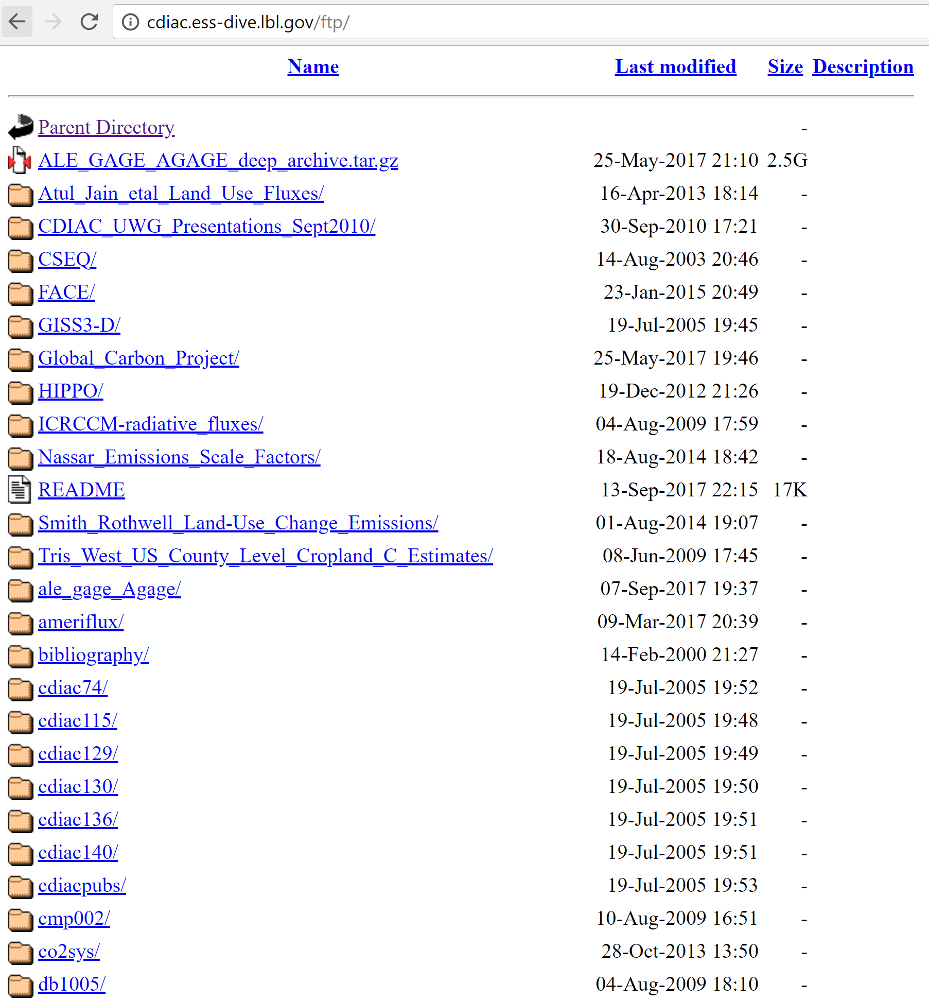 cdiac.ess-dive.lbl.gov/ftp/
Name Last modified Size Description
Parent Directory -
ALE_GAGE_AGAGE_deep_archive.tar.gz 25-May-2017 21:10 2.5G
Atul_Jain_etal_Land_Use_Fluxes/ 16-Apr-2013 18:14 -
CDIAC_UWG_Presentations_Sept2010/ 30-Sep-2010 17:21 -
CSEQ/ 14-Aug-2003 20:46 -
FACE/ 23-Jan-2015 20:49 -
GISS3-D/ 19-Jul-2005 19:45 -
Global_Carbon_Project/ 25-May-2017 19:46 -
HIPPO/ 19-Dec-2012 21:26 -
ICRCCM-radiative_fluxes/ 04-Aug-2009 17:59 -
Nassar_Emissions_Scale_Factors/ 18-Aug-2014 18:42 -
README 13-Sep-2017 22:15 17K
Smith_Rothwell_Land-Use_Change_Emissions/ 01-Aug-2014 19:07 -
Tris_West_US_County_Level_Cropland_C_Estimates/ 08-Jun-2009 17:45 -
ale_gage_Agage/ 07-Sep-2017 19:37 -
ameriflux/ 09-Mar-2017 20:39 -
bibliography/ 14-Feb-2000 21:27 -
cdiac74/ 19-Jul-2005 19:52 -
cdiac115/ 19-Jul-2005 19:48 -
cdiac129/ 19-Jul-2005 19:49 -
cdiac130/ 19-Jul-2005 19:50 -
cdiac136/ 19-Jul-2005 19:51 -
cdiac140/ 19-Jul-2005 19:51 -
cdiacpubs/ 19-Jul-2005 19:53 -
cmp002/ 10-Aug-2009 16:51 -
co2sys/ 28-Oct-2013 13:50 -
db1005/ 04-Aug-2009 18:10 -